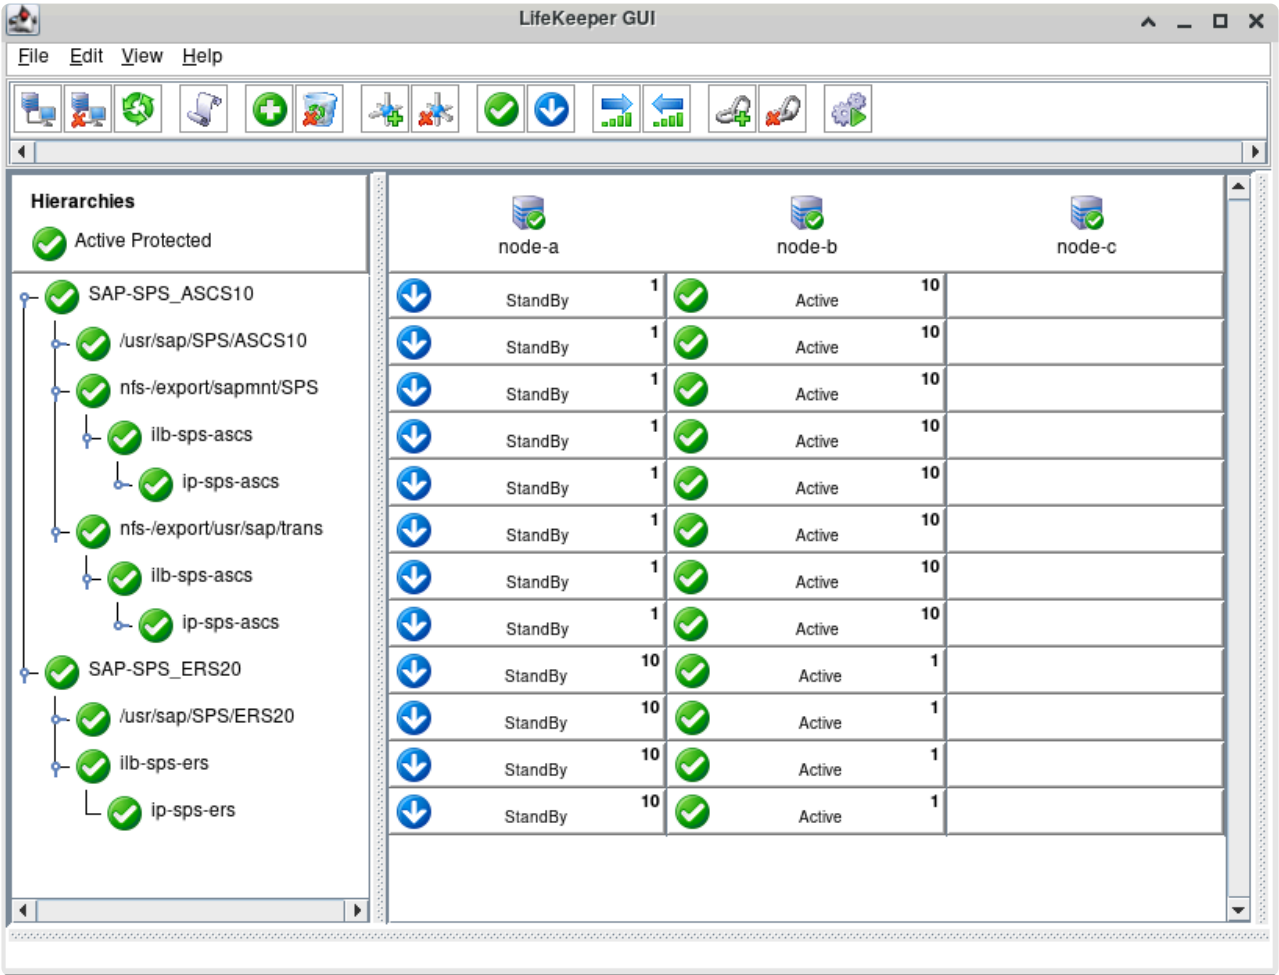 LifeKeeper GUI
File Edit View Help
Hierarchies
Active Protected
node-a node-b node-c
SAP-SPS_ASCS10 StandBy 1 Active 10
/usr/sap/SPS/ASCS10 StandBy 1 Active 10
nfs-/export/sapmnt/SPS StandBy 1 Active 10
ilb-sps-ascs StandBy 1 Active 10
ip-sps-ascs StandBy 1 Active 10
nfs-/export/usr/sap/trans StandBy 1 Active 10
ilb-sps-ascs StandBy 1 Active 10
ip-sps-ascs StandBy 1 Active 10
SAP-SPS_ERS20 StandBy 10 Active 1
/usr/sap/SPS/ERS20 StandBy 10 Active 1
ilb-sps-ers StandBy 10 Active 1
ip-sps-ers StandBy 10 Active 1